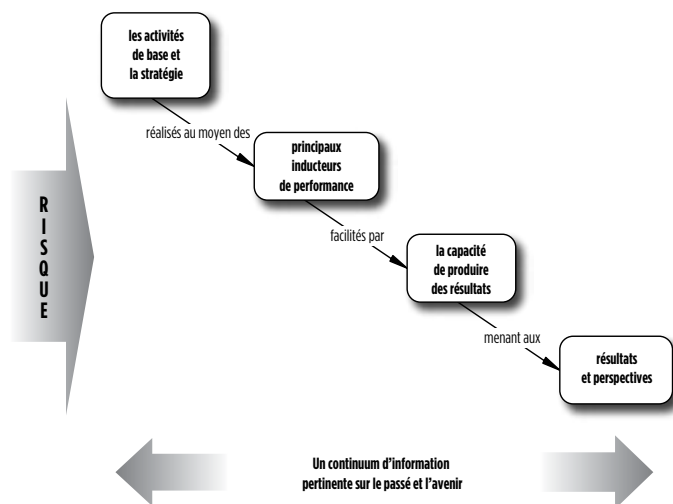 les activités
de base et
la stratégie
réalisés au moyen des
principaux
inducteurs
de performance
facilités par
la capacité
de produire
des résultats
menant aux
résultats
et perspectives
RISQUE
Un continuum d'information
pertinente sur le passé et l'avenir